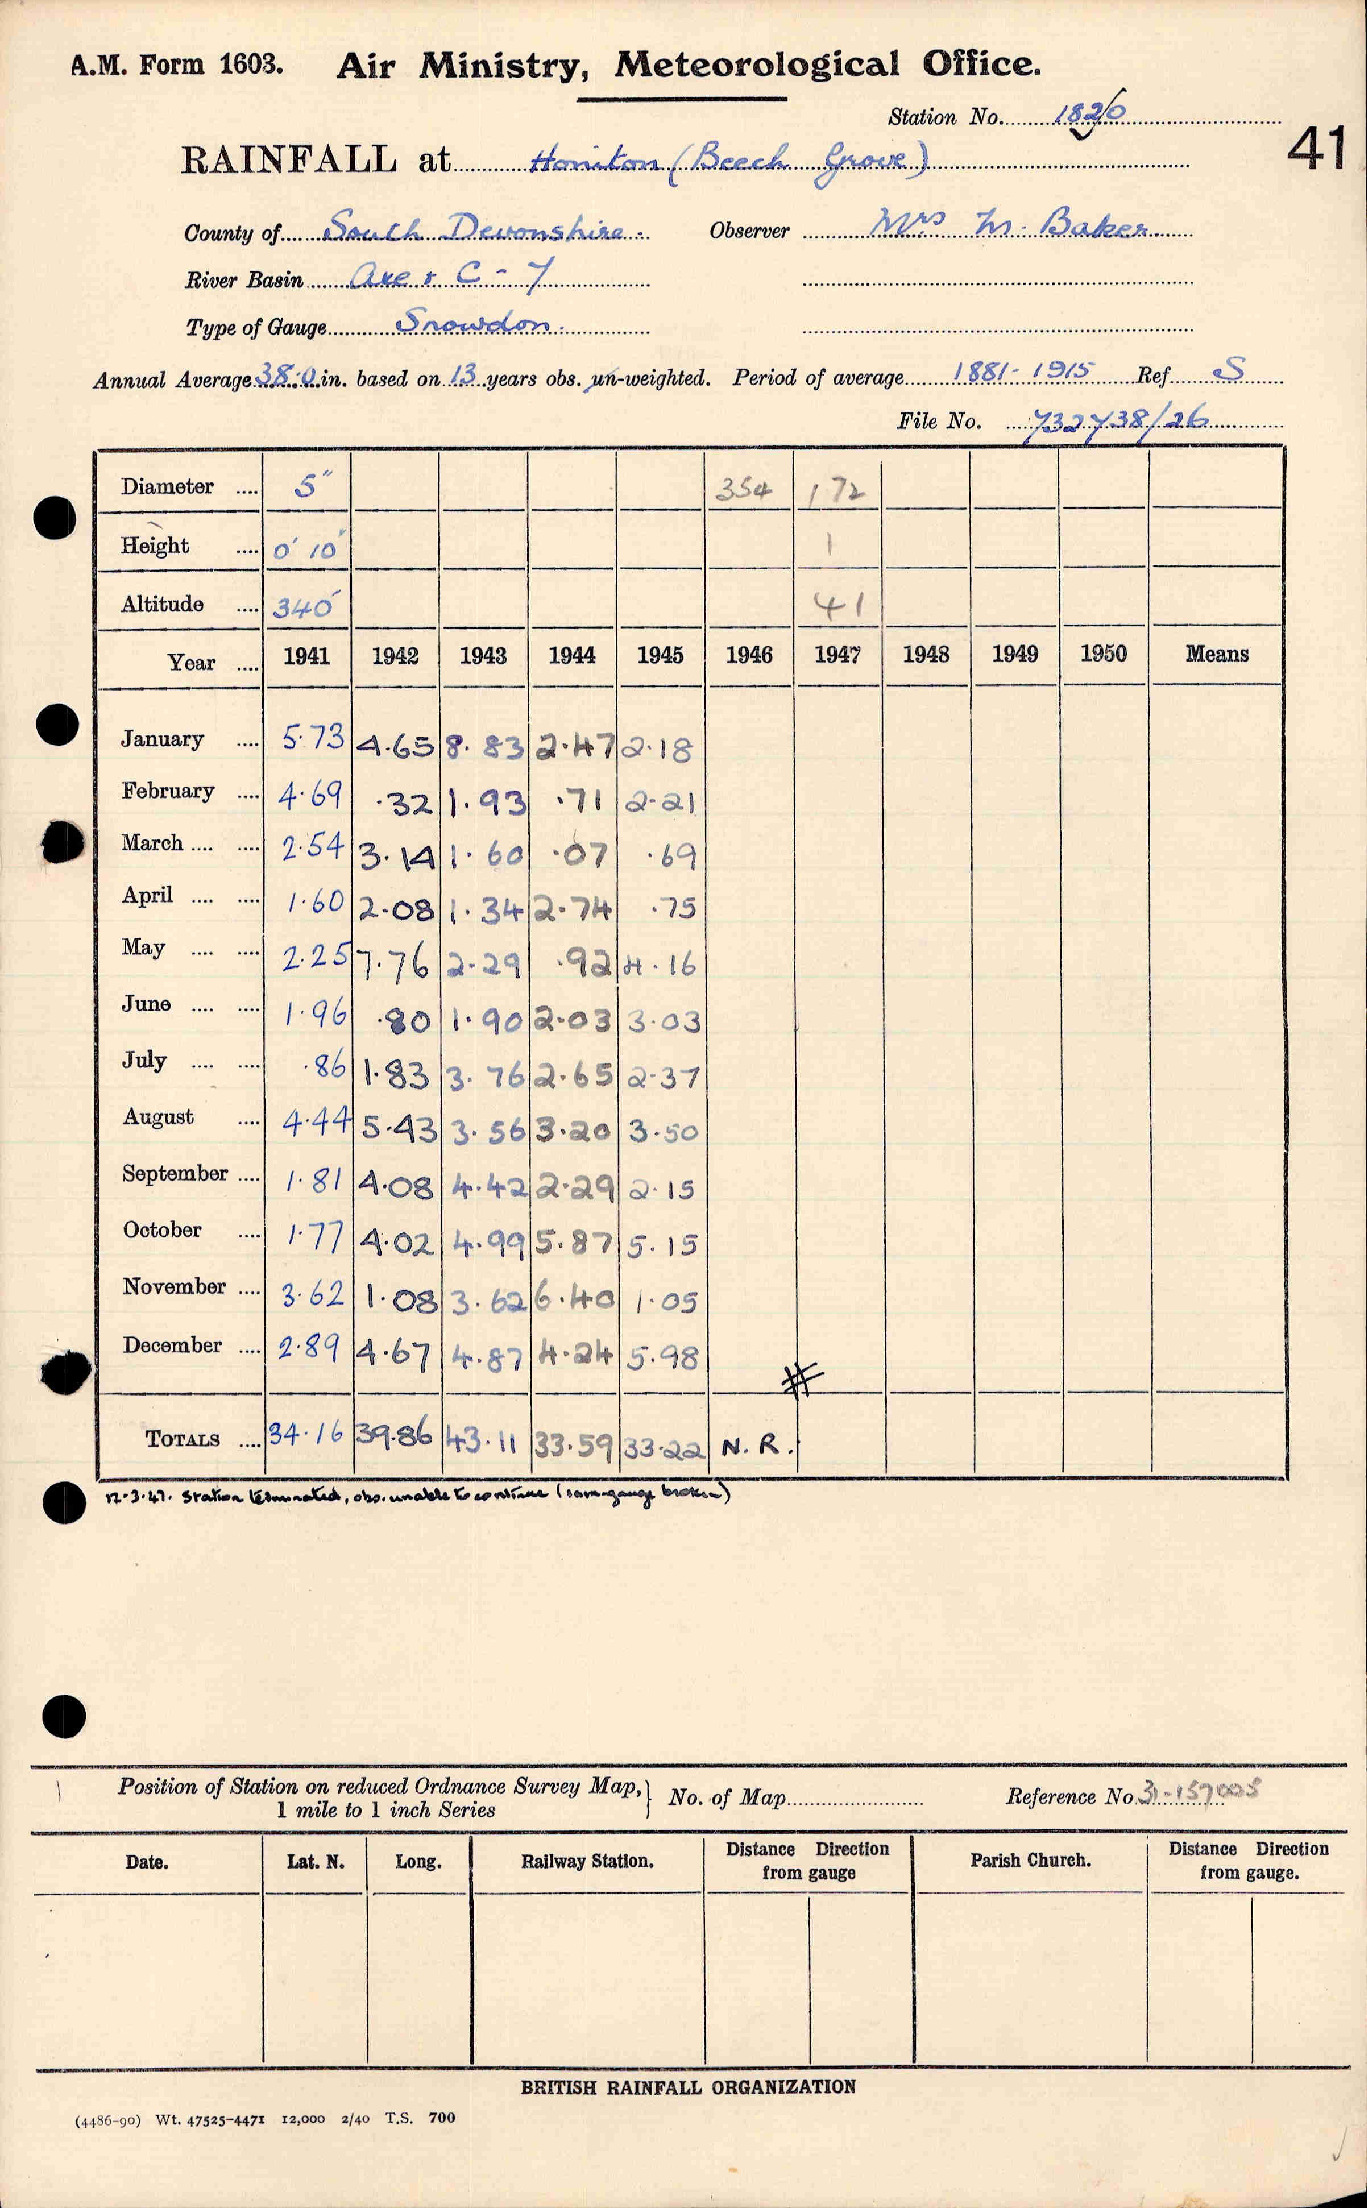 A.M. Form 1603. Air Ministry, Meteorological Office.
Station No. 182/0
41
RAINFALL at Honiton (Beech Grove)
County of South Devonshire. Observer Mrs M. Baker.
River Basin Axe & C - 7
Type of Gauge Snowdon.
Annual Average 38.0 in. based on 13 years obs. un-weighted. Period of average 1881-1915 Ref. S
File No. 732738/26
Diameter .... 5" 354 172
Height .... 0' 10" 1
Altitude .... 340' 41
Year .... 1941 1942 1943 1944 1945 1946 1947 1948 1949 1950 Means
January .... 5.73 4.65 8.83 2.47 2.18
February .... 4.69 .32 1.93 .71 2.21
March .... .... 2.54 3.14 1.60 .07 .69
April .... .... 1.60 2.08 1.34 2.74 .75
May .... .... 2.25 7.76 2.29 .92 4.16
June .... .... 1.96 .80 1.90 2.03 3.03
July .... .... .86 1.83 3.76 2.65 2.37
August .... 4.44 5.43 3.56 3.20 3.50
September .... 1.81 4.08 4.42 2.29 2.15
October .... 1.77 4.02 4.99 5.87 5.15
November .... 3.62 1.08 3.62 6.40 1.05
December .... 2.89 4.67 4.87 4.24 5.98
#
TOTALS .... 34.16 39.86 43.11 33.59 33.22 N.R.
12.3.47. Station terminated, obs. unable to continue (rain-gauge broken)
Position of Station on reduced Ordnance Survey Map, 1 mile to 1 inch Series } No. of Map Reference No. 31-157005
Date. Lat. N. Long. Railway Station. Distance Direction from gauge Parish Church. Distance Direction from gauge.
BRITISH RAINFALL ORGANIZATION
(4486-90) Wt. 47525-4471 12,000 2/40 T.S. 700